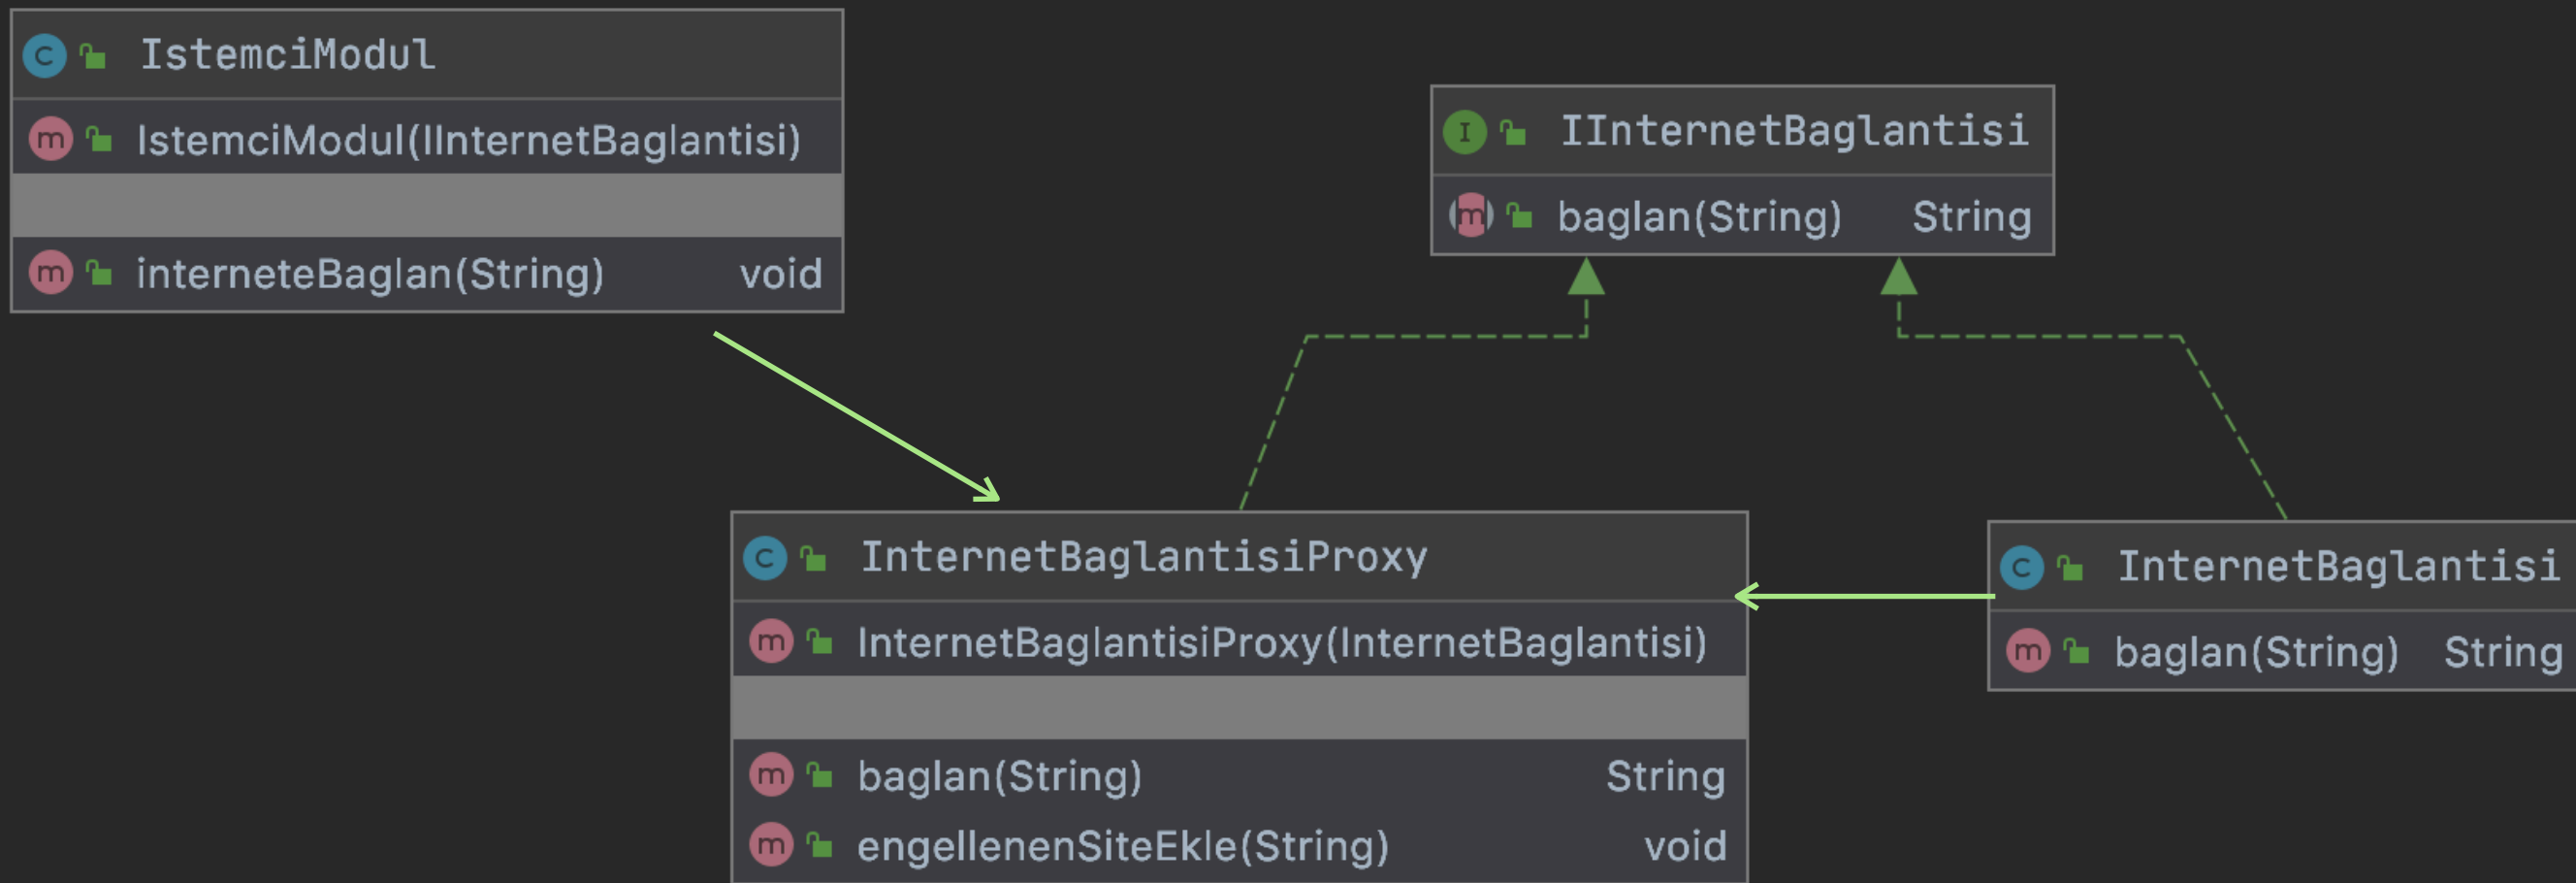 C IstemciModul
m IstemciModul(IInternetBaglantisi)
m interneteBaglan(String) void
I IInternetBaglantisi
m baglan(String) String
C InternetBaglantisiProxy
m InternetBaglantisiProxy(InternetBaglantisi)
m baglan(String) String
m engellenenSiteEkle(String) void
C InternetBaglantisi
m baglan(String) String